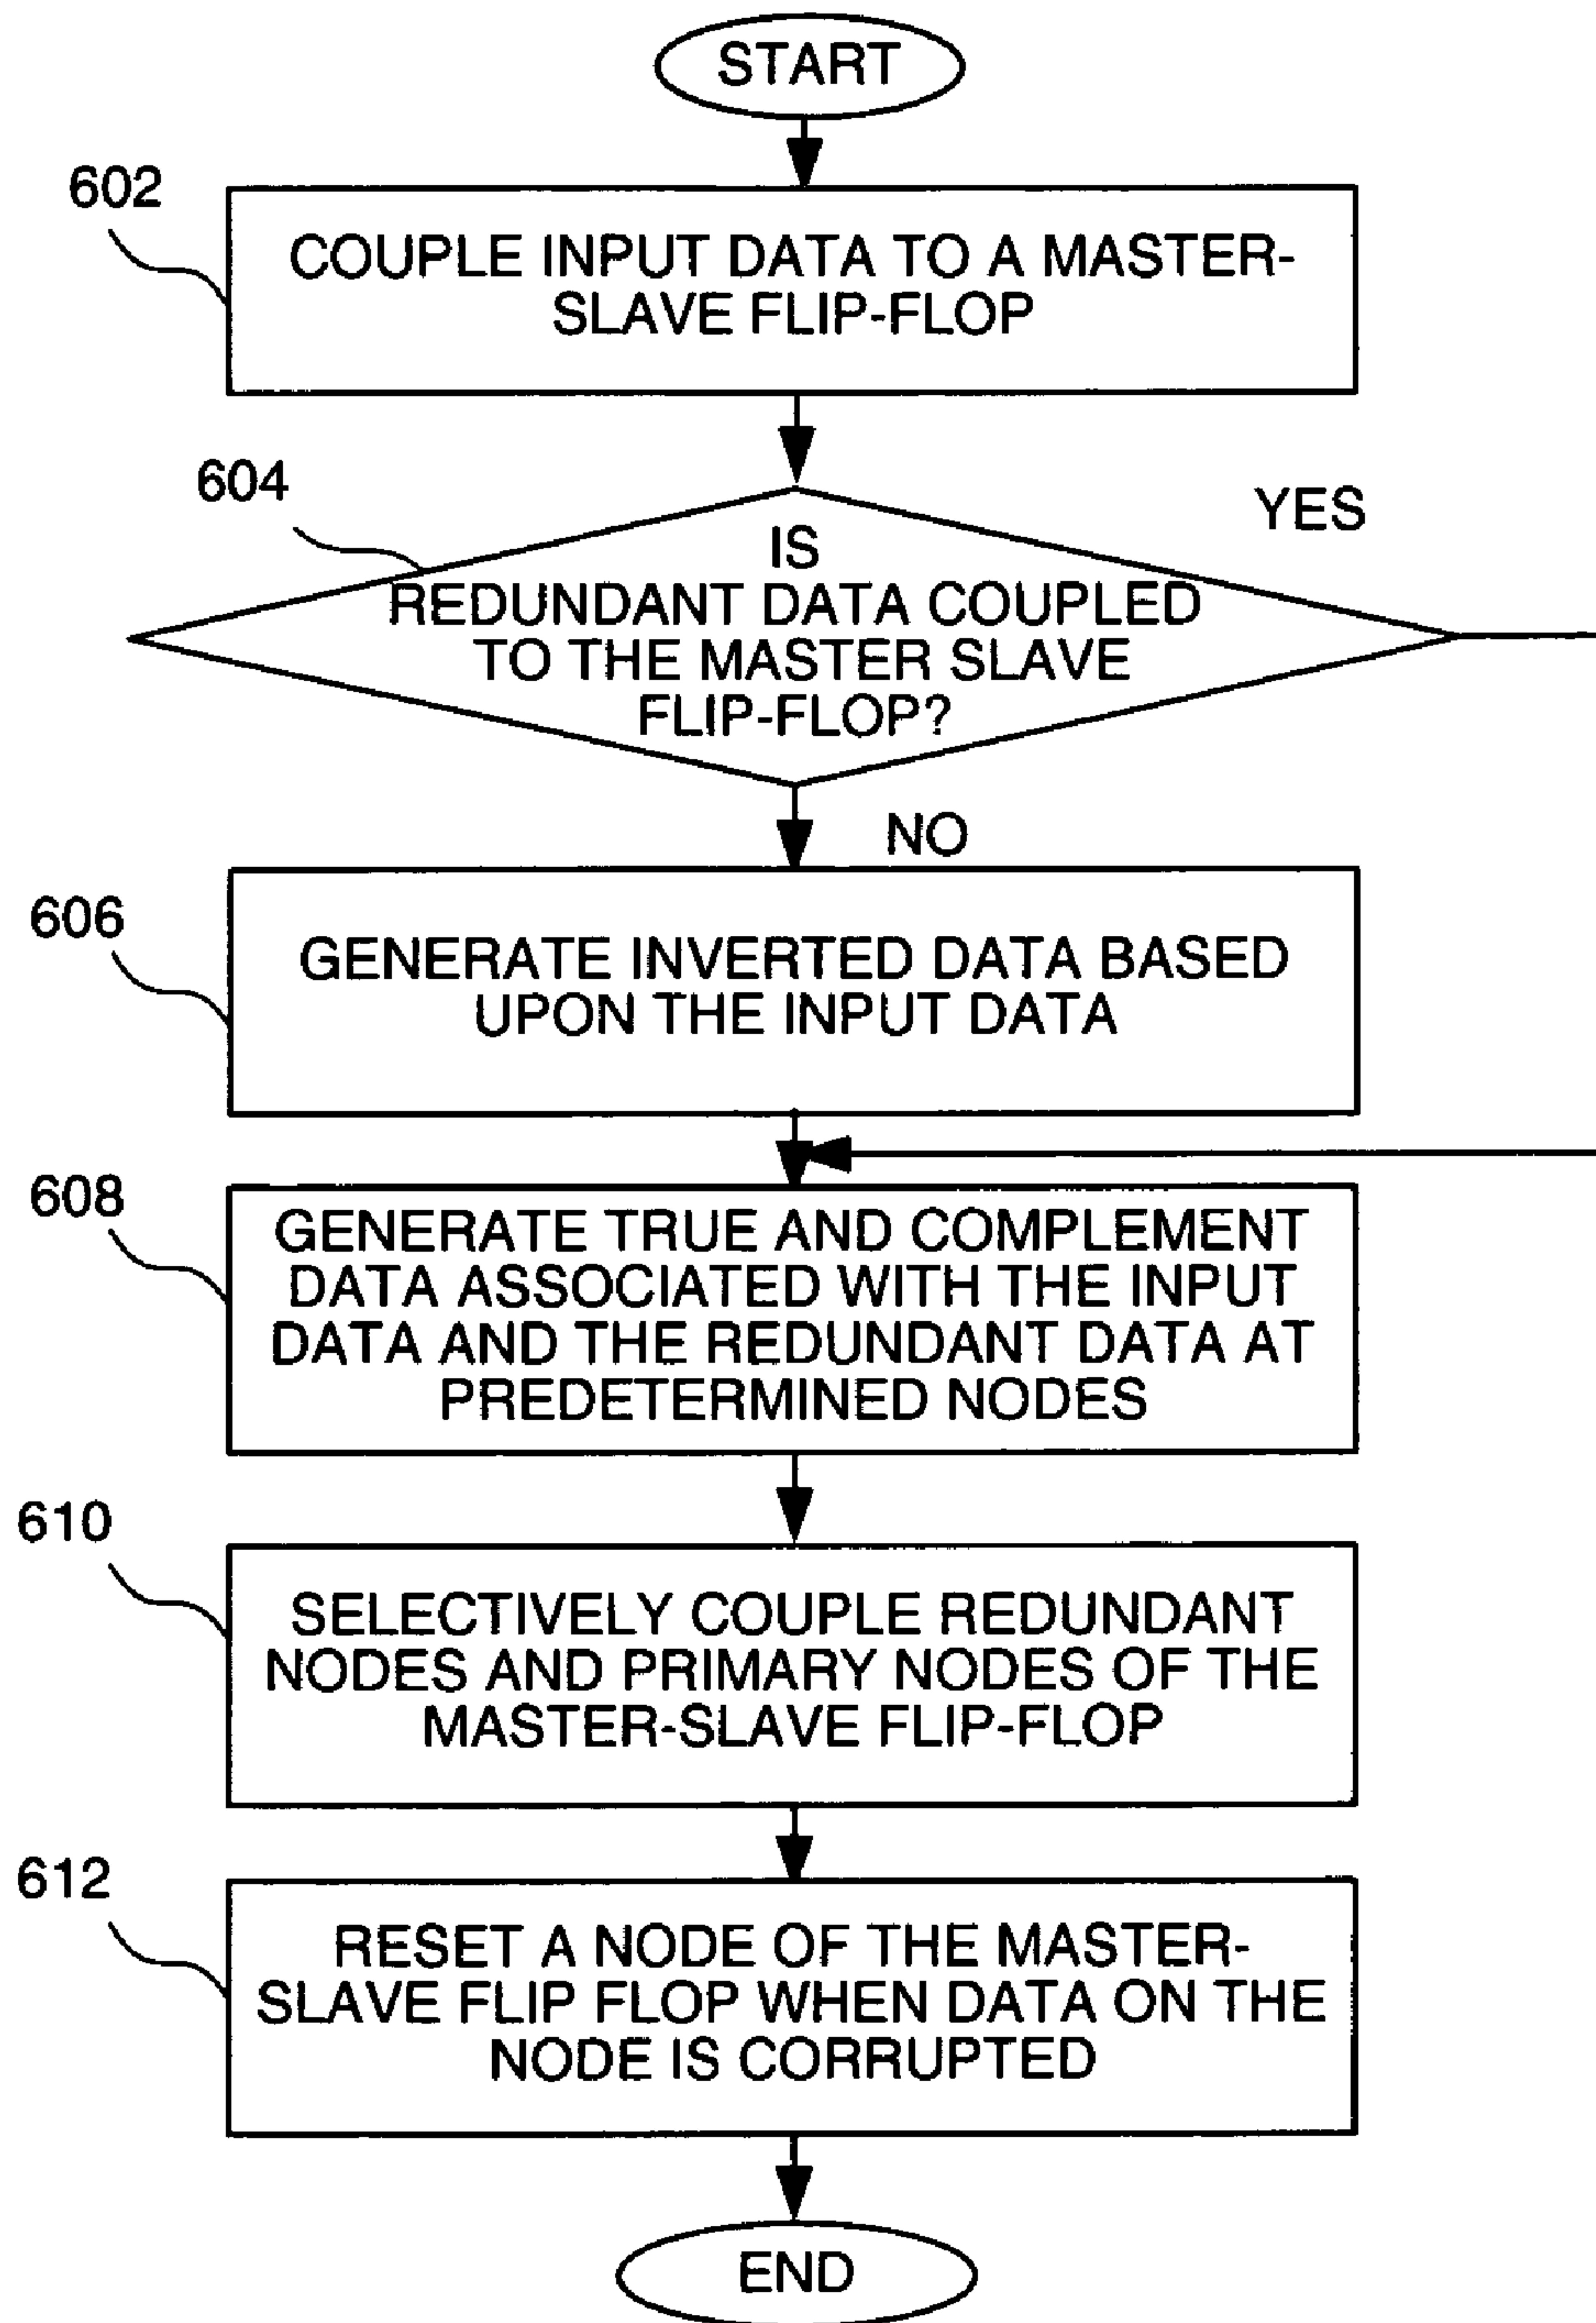 START
602
COUPLE INPUT DATA TO A MASTER-
SLAVE FLIP-FLOP
604
YES
IS
REDUNDANT DATA COUPLED
TO THE MASTER SLAVE
FLIP-FLOP?
NO
606
GENERATE INVERTED DATA BASED
UPON THE INPUT DATA
608
GENERATE TRUE AND COMPLEMENT
DATA ASSOCIATED WITH THE INPUT
DATA AND THE REDUNDANT DATA AT
PREDETERMINED NODES
610
SELECTIVELY COUPLE REDUNDANT
NODES AND PRIMARY NODES OF THE
MASTER-SLAVE FLIP-FLOP
612
RESET A NODE OF THE MASTER-
SLAVE FLIP FLOP WHEN DATA ON THE
NODE IS CORRUPTED
END